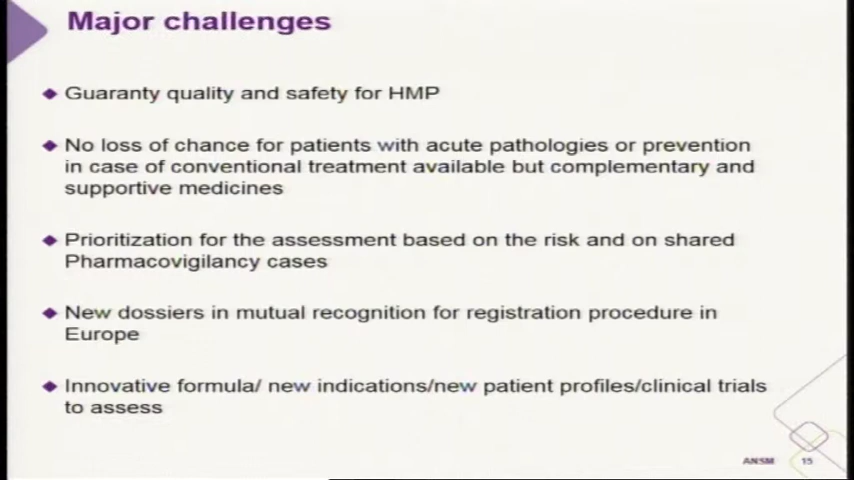 Major challenges
Guaranty quality and safety for HMP
No loss of chance for patients with acute pathologies or prevention
in case of conventional treatment available but complementary and
supportive medicines
Prioritization for the assessment based on the risk and on shared
Pharmacovigilancy cases
New dossiers in mutual recognition for registration procedure in
Europe
Innovative formula/ new indications/new patient profiles/clinical trials
to assess
ANSM 15